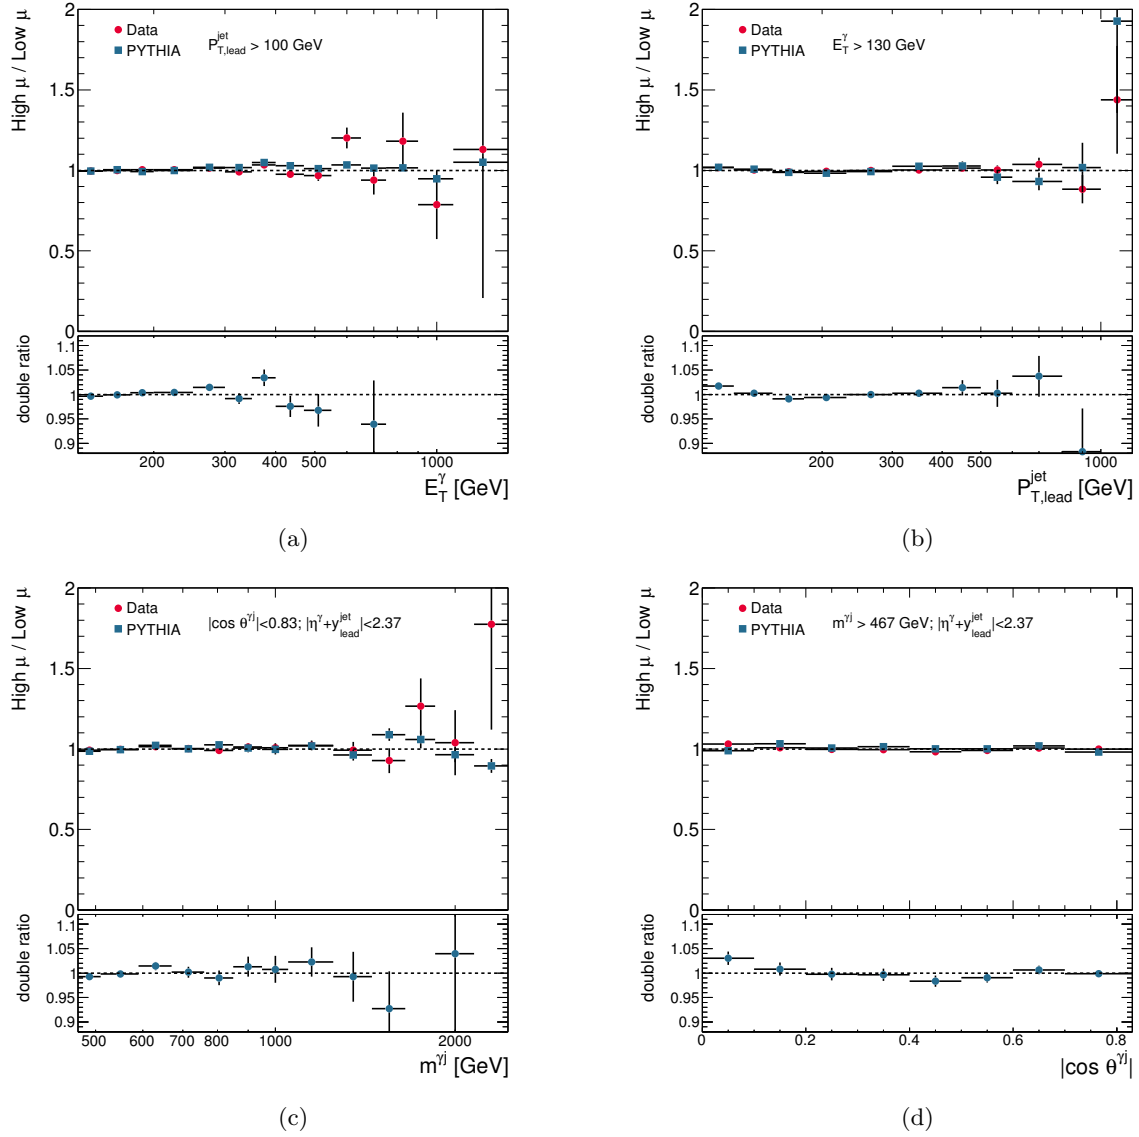 High μ / Low μ
2
1.5
1
0.5
0
Data
PYTHIA
P^jet_T,lead > 100 GeV
double ratio
1.1
1.05
1
0.95
0.9
200 300 400 500 1000
E^γ_T [GeV]
(a)
High μ / Low μ
2
1.5
1
0.5
0
Data
PYTHIA
E^γ_T > 130 GeV
double ratio
1.1
1.05
1
0.95
0.9
200 300 400 500 1000
P^jet_T,lead [GeV]
(b)
High μ / Low μ
2
1.5
1
0.5
0
Data
PYTHIA
|cos θ^γj|<0.83; |η^γ+y^jet_lead|<2.37
double ratio
1.1
1.05
1
0.95
0.9
500 600 700 800 1000 2000
m^γj [GeV]
(c)
High μ / Low μ
2
1.5
1
0.5
0
Data
PYTHIA
m^γj > 467 GeV; |η^γ+y^jet_lead|<2.37
double ratio
1.1
1.05
1
0.95
0.9
0 0.2 0.4 0.6 0.8
|cos θ^γj|
(d)